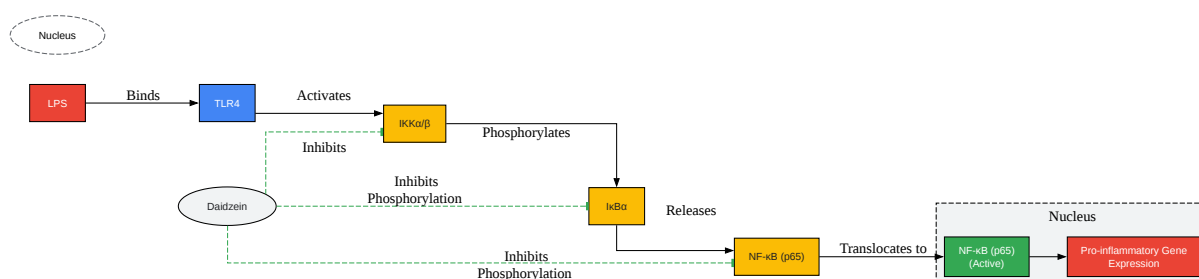 Nucleus
LPS
Binds
TLR4
Activates
IKKα/β
Phosphorylates
Inhibits
Daidzein
Inhibits
Phosphorylation
IκBα
Releases
Inhibits
Phosphorylation
NF-κB (p65)
Translocates to
Nucleus
NF-κB (p65)
(Active)
Pro-inflammatory Gene
Expression